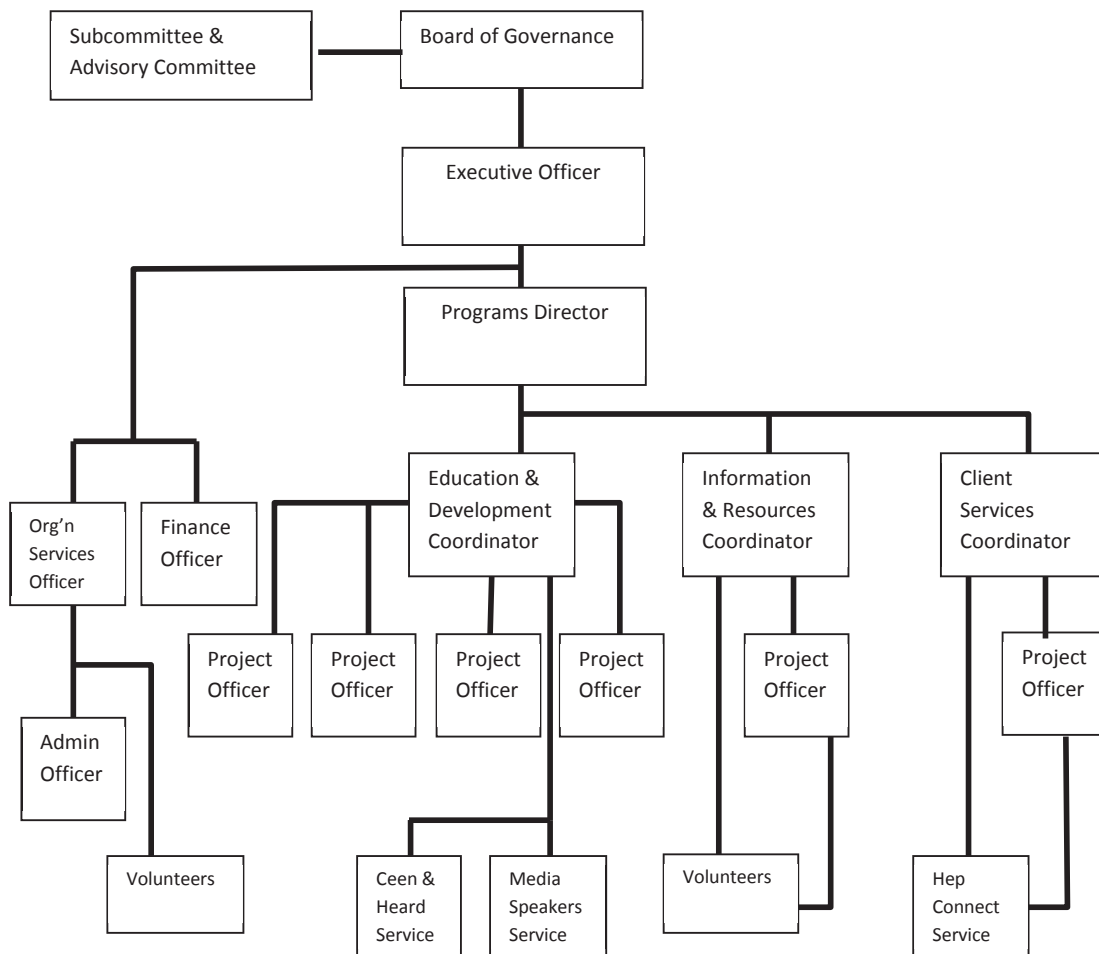 Subcommittee &
Advisory Committee
Board of Governance
Executive Officer
Programs Director
Education &
Development
Coordinator
Information
& Resources
Coordinator
Client
Services
Coordinator
Org’n
Services
Officer
Finance
Officer
Project
Officer
Project
Officer
Project
Officer
Project
Officer
Project
Officer
Project
Officer
Admin
Officer
Volunteers
Ceen &
Heard
Service
Media
Speakers
Service
Volunteers
Hep
Connect
Service